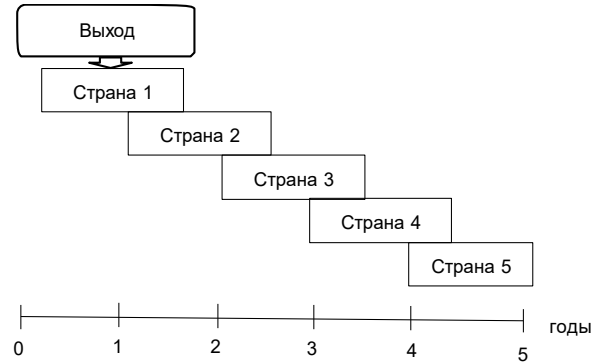 Выход
Страна 1
Страна 2
Страна 3
Страна 4
Страна 5
годы
0 1 2 3 4 5